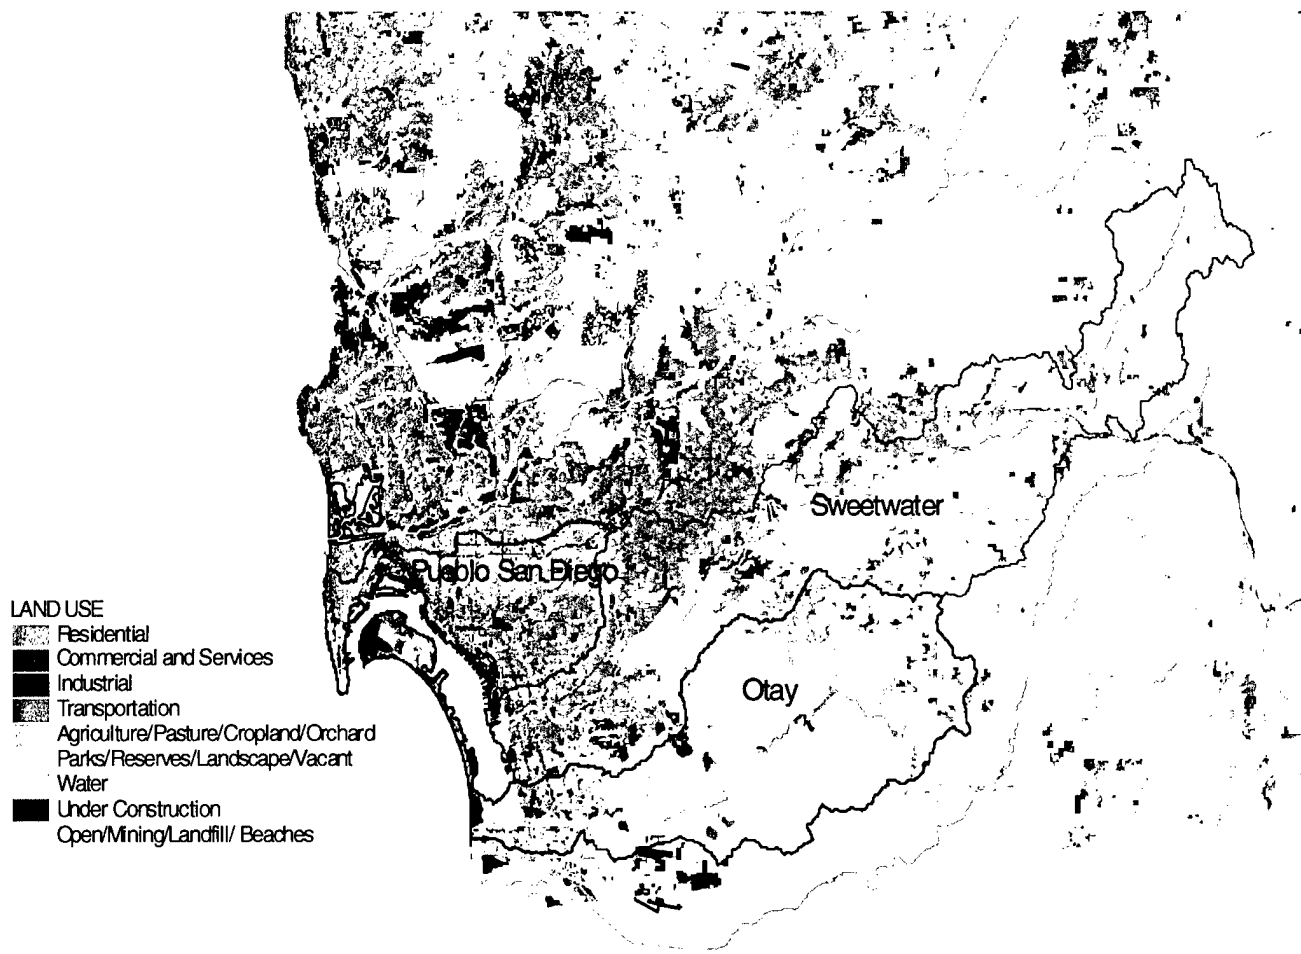 Sweetwater
Pueblo San Diego
Otay
LAND USE
Residential
Commercial and Services
Industrial
Transportation
Agriculture/Pasture/Cropland/Orchard
Parks/Reserves/Landscape/Vacant
Water
Under Construction
Open/Mining/Landfill/ Beaches